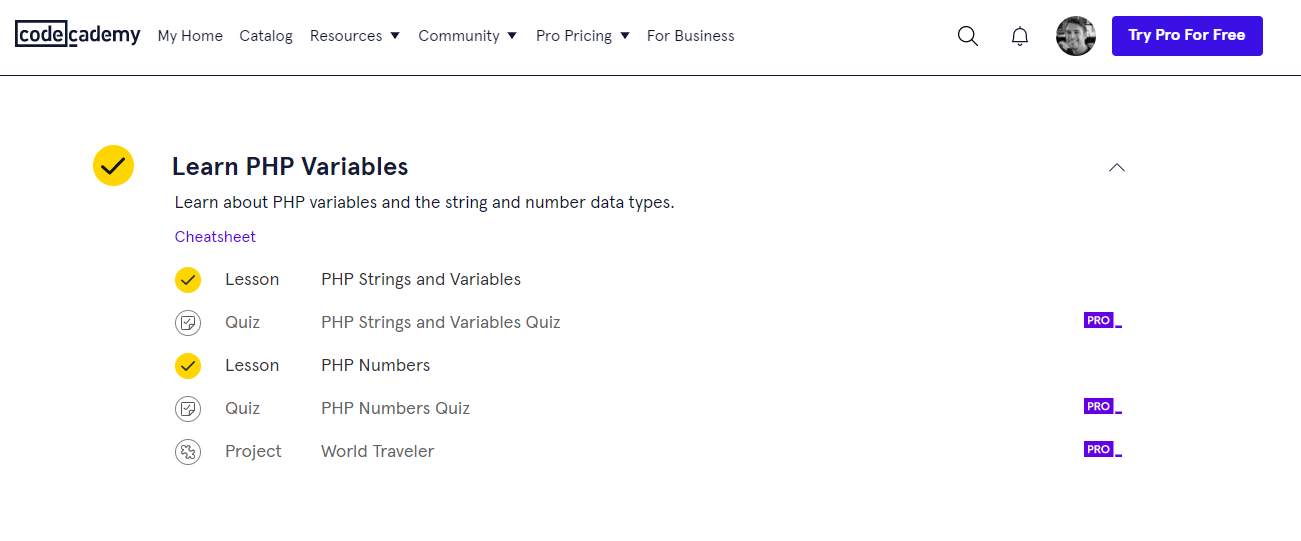 codecademy My Home Catalog Resources Community Pro Pricing For Business Try Pro For Free
Learn PHP Variables
Learn about PHP variables and the string and number data types.
Cheatsheet
Lesson PHP Strings and Variables
Quiz PHP Strings and Variables Quiz PRO
Lesson PHP Numbers
Quiz PHP Numbers Quiz PRO
Project World Traveler PRO